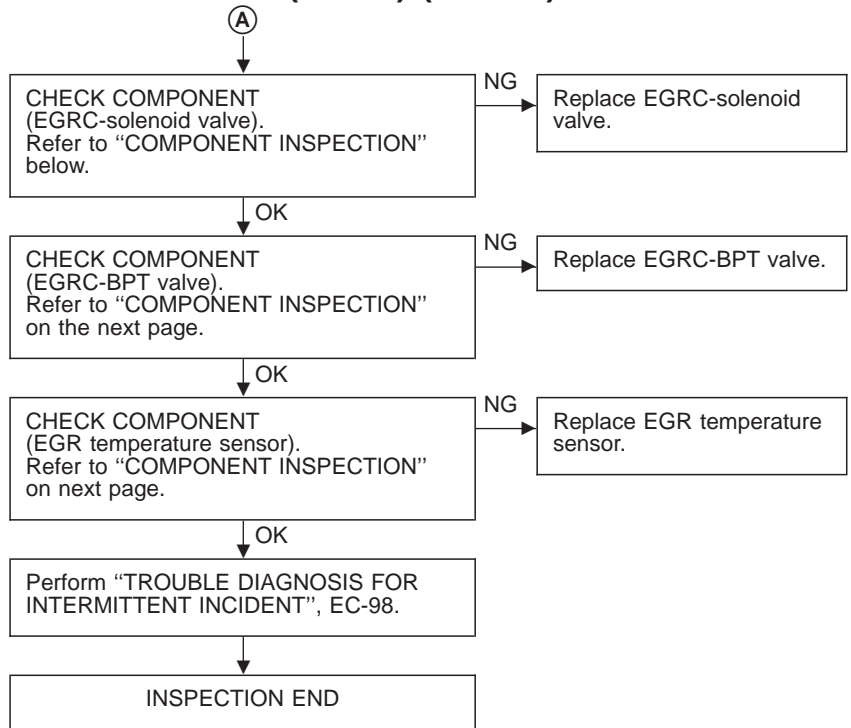 A
CHECK COMPONENT
(EGRC-solenoid valve).
Refer to ‘‘COMPONENT INSPECTION’’
below.
NG
Replace EGRC-solenoid
valve.
OK
CHECK COMPONENT
(EGRC-BPT valve).
Refer to ‘‘COMPONENT INSPECTION’’
on the next page.
NG
Replace EGRC-BPT valve.
OK
CHECK COMPONENT
(EGR temperature sensor).
Refer to ‘‘COMPONENT INSPECTION’’
on next page.
NG
Replace EGR temperature
sensor.
OK
Perform ‘‘TROUBLE DIAGNOSIS FOR
INTERMITTENT INCIDENT’’, EC-98.
INSPECTION END